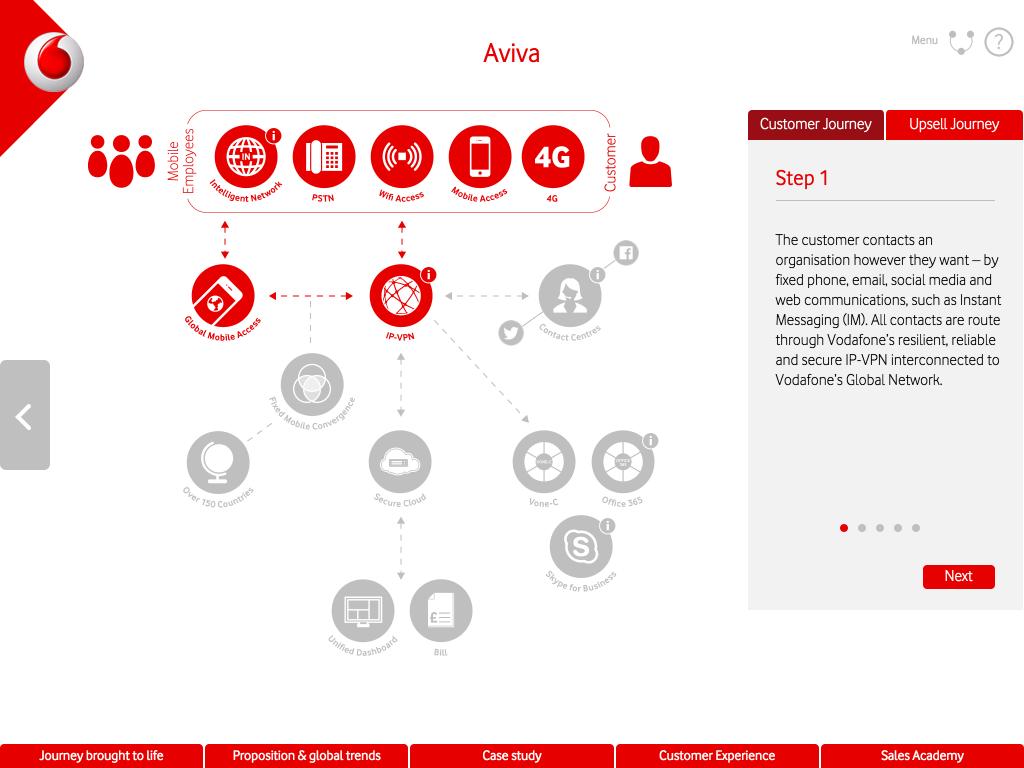 Aviva
Menu
?
Mobile
Employees
IN
i
Intelligent Network
PSTN
Wifi Access
Mobile Access
4G
4G
Customer
Customer Journey
Upsell Journey
Step 1
The customer contacts an
organisation however they want – by
fixed phone, email, social media and
web communications, such as Instant
Messaging (IM). All contacts are route
through Vodafone's resilient, reliable
and secure IP-VPN interconnected to
Vodafone's Global Network.
Next
Global Mobile Access
i
IP-VPN
i
Contact Centres
Fixed Mobile Convergence
Over 150 Countries
Secure Cloud
VONE-C
Vone-C
OFFICE
365
i
Office 365
i
Skype for Business
Unified Dashboard
£
Bill
Journey brought to life
Proposition & global trends
Case study
Customer Experience
Sales Academy